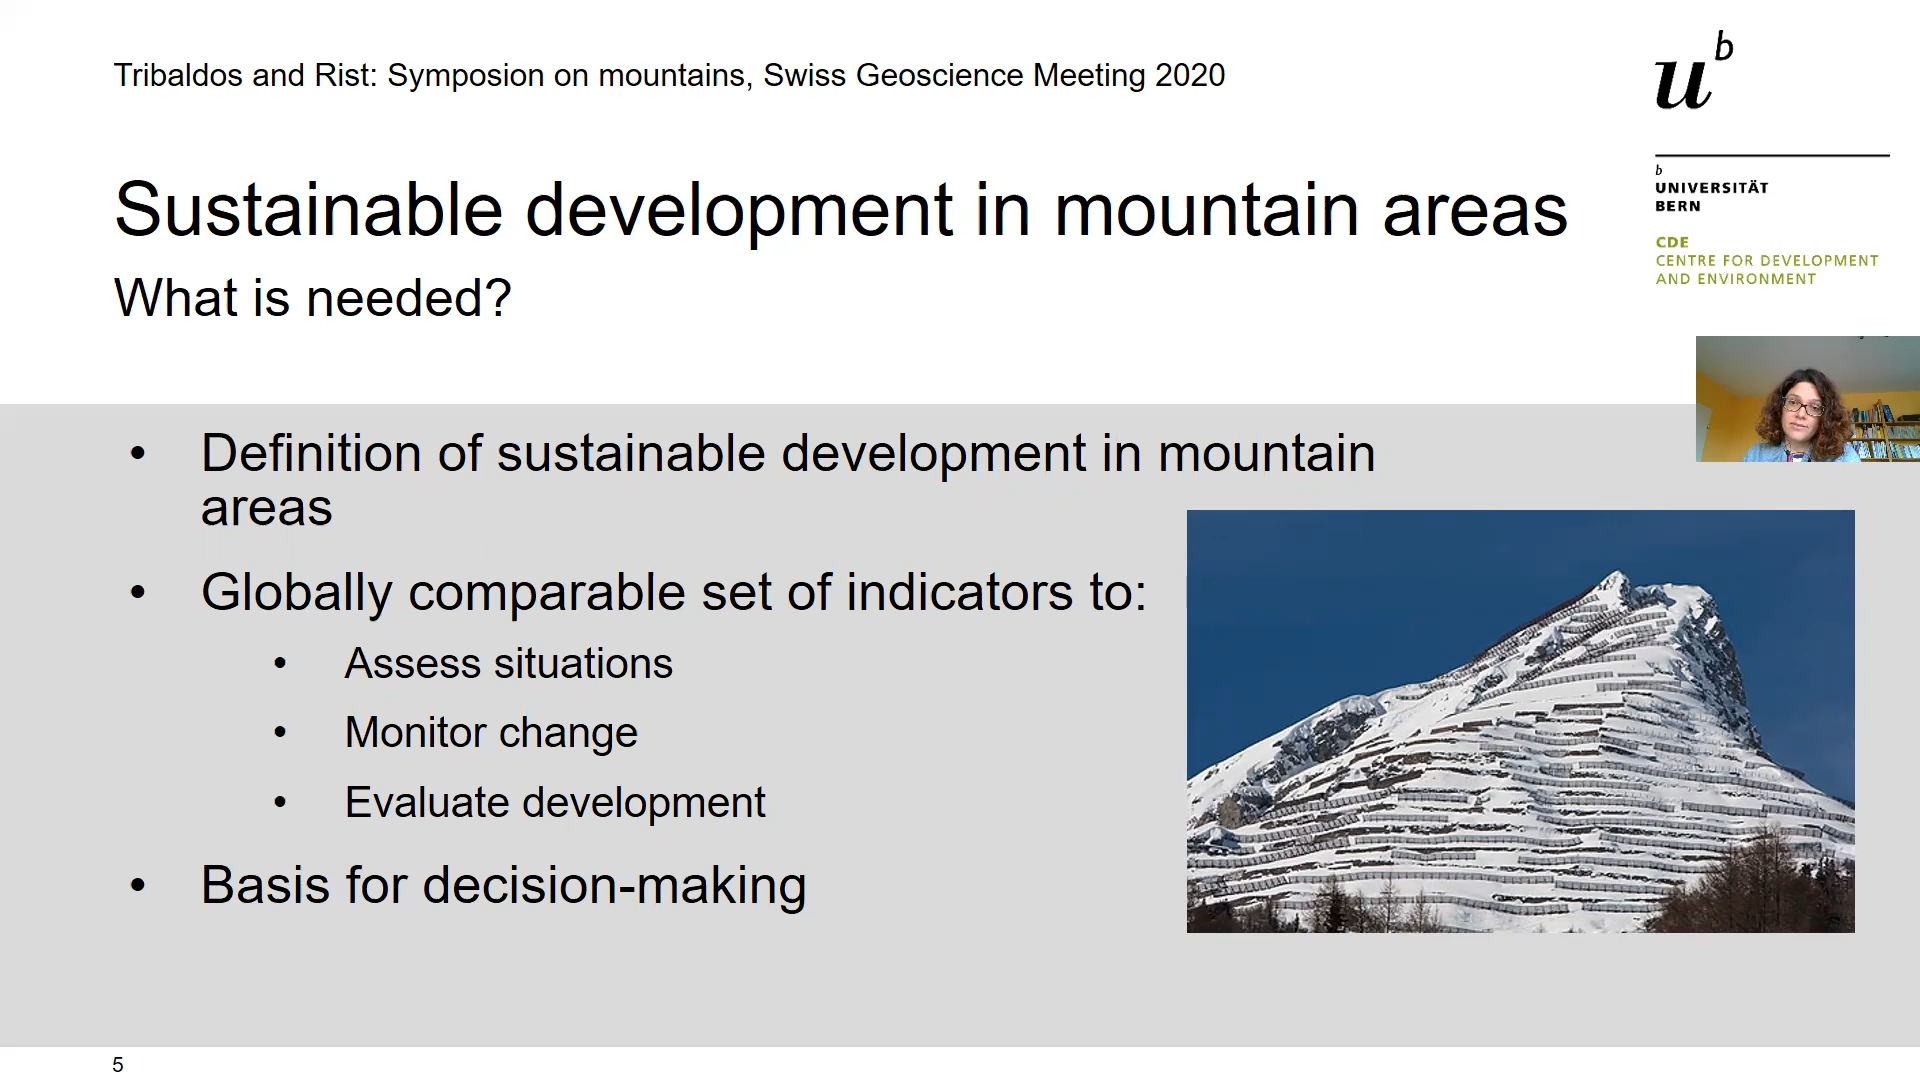 Tribaldos and Rist: Symposion on mountains, Swiss Geoscience Meeting 2020
u
b
b
UNIVERSITÄT
BERN
CDE
CENTRE FOR DEVELOPMENT
AND ENVIRONMENT
Sustainable development in mountain areas
What is needed?
• Definition of sustainable development in mountain
areas
• Globally comparable set of indicators to:
• Assess situations
• Monitor change
• Evaluate development
• Basis for decision-making
5